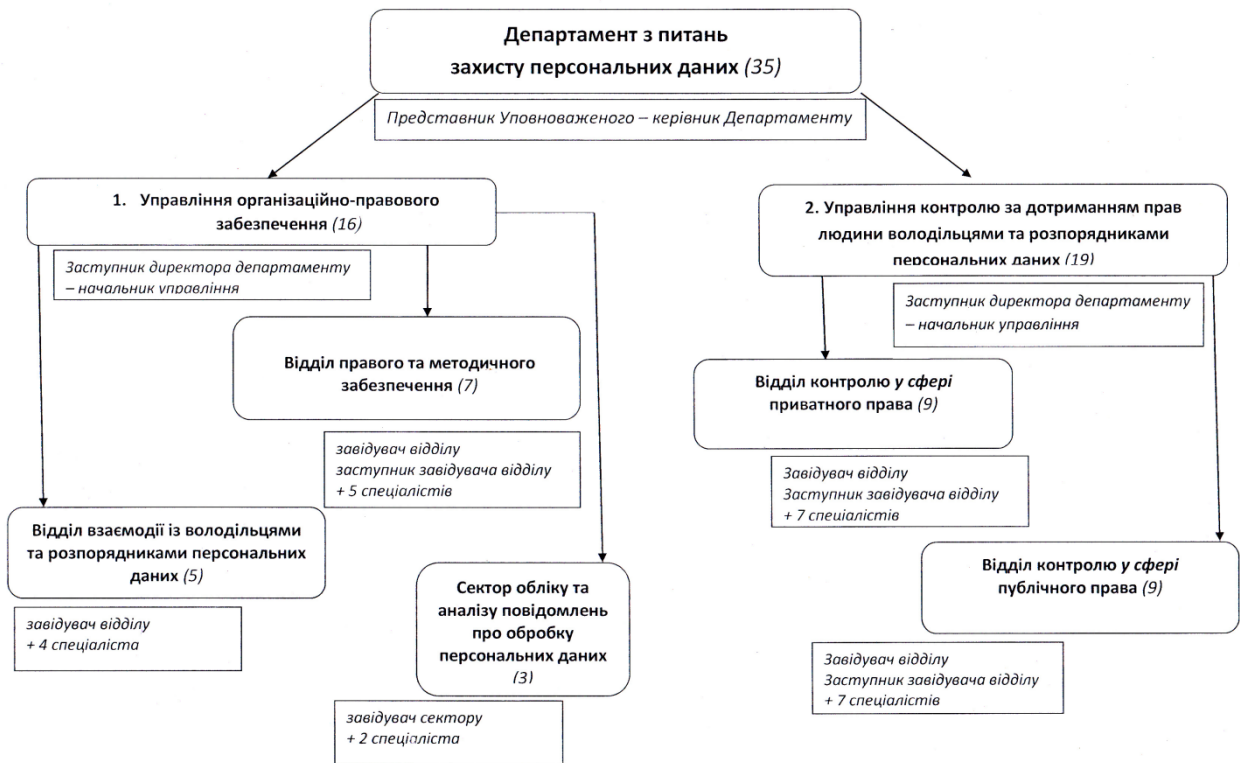 Департамент з питань
захисту персональних даних (35)
Представник Уповноваженого – керівник Департаменту
1. Управління організаційно-правового
забезпечення (16)
Заступник директора департаменту
– начальник управління
Відділ правого та методичного
забезпечення (7)
завідувач відділу
заступник завідувача відділу
+ 5 спеціалістів
Відділ взаємодії із володільцями
та розпорядниками персональних
даних (5)
завідувач відділу
+ 4 спеціаліста
Сектор обліку та
аналізу повідомлень
про обробку
персональних даних
(3)
завідувач сектору
+ 2 спеціаліста
2. Управління контролю за дотриманням прав
людини володільцями та розпорядниками
персональних даних (19)
Заступник директора департаменту
– начальник управління
Відділ контролю у сфері
приватного права (9)
Завідувач відділу
Заступник завідувача відділу
+ 7 спеціалістів
Відділ контролю у сфері
публічного права (9)
Завідувач відділу
Заступник завідувача відділу
+ 7 спеціалістів